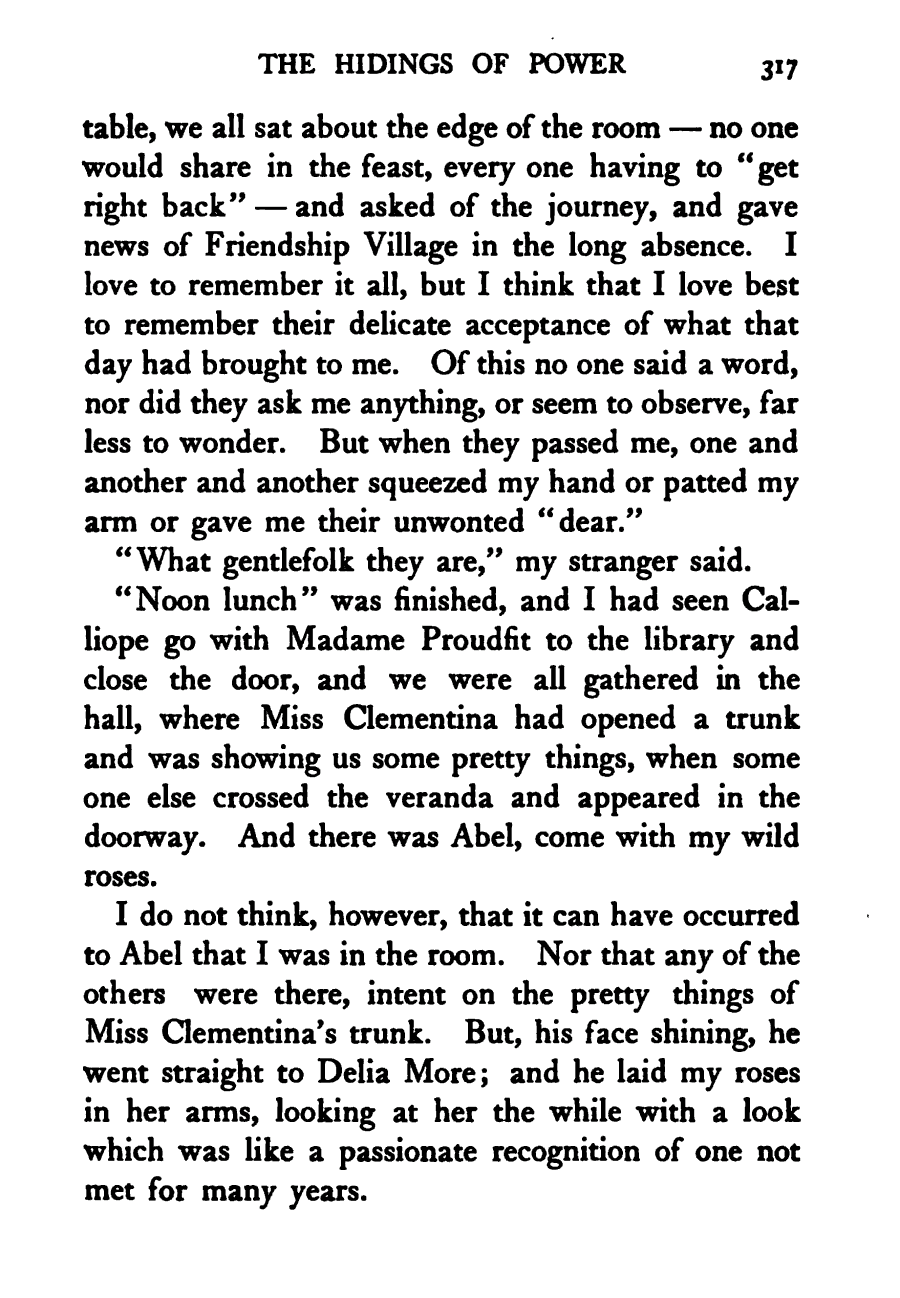 THE HIDINGS OF POWER 317
table, we all sat about the edge of the room — no one
would share in the feast, every one having to "get
right back" — and asked of the journey, and gave
news of Friendship Village in the long absence. I
love to remember it all, but I think that I love best
to remember their delicate acceptance of what that
day had brought to me. Of this no one said a word,
nor did they ask me anything, or seem to observe, far
less to wonder. But when they passed me, one and
another and another squeezed my hand or patted my
arm or gave me their unwonted "dear."
"What gentlefolk they are," my stranger said.
"Noon lunch" was finished, and I had seen Cal-
liope go with Madame Proudfit to the library and
close the door, and we were all gathered in the
hall, where Miss Clementina had opened a trunk
and was showing us some pretty things, when some
one else crossed the veranda and appeared in the
doorway. And there was Abel, come with my wild
roses.
I do not think, however, that it can have occurred
to Abel that I was in the room. Nor that any of the
others were there, intent on the pretty things of
Miss Clementina's trunk. But, his face shining, he
went straight to Delia More; and he laid my roses
in her arms, looking at her the while with a look
which was like a passionate recognition of one not
met for many years.